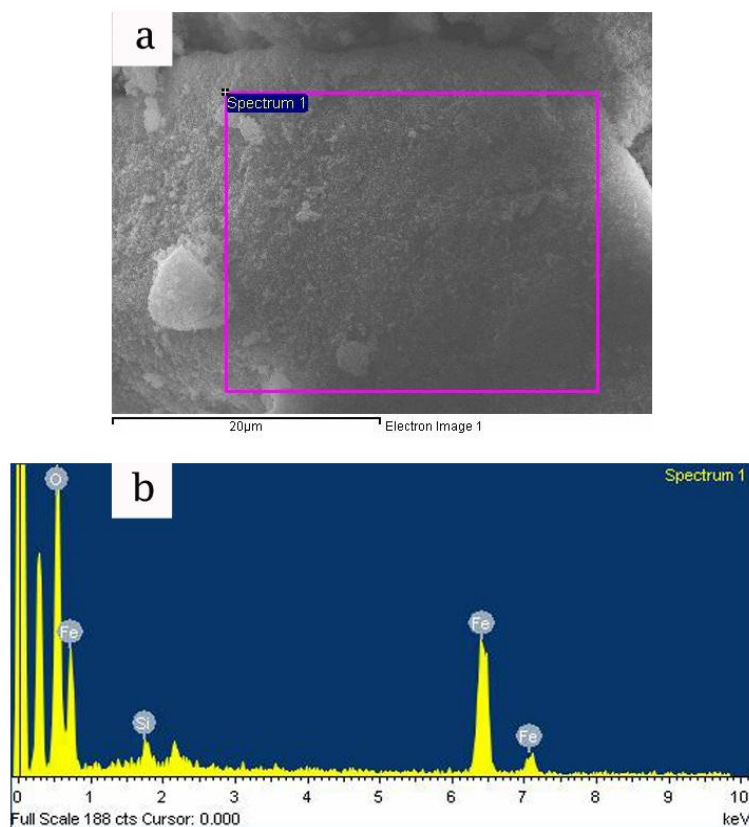 a
Spectrum 1
20µm Electron Image 1
b
Spectrum 1
O
Fe
Fe
Si
Fe
0 1 2 3 4 5 6 7 8 9 10
Full Scale 188 cts Cursor: 0.000 keV